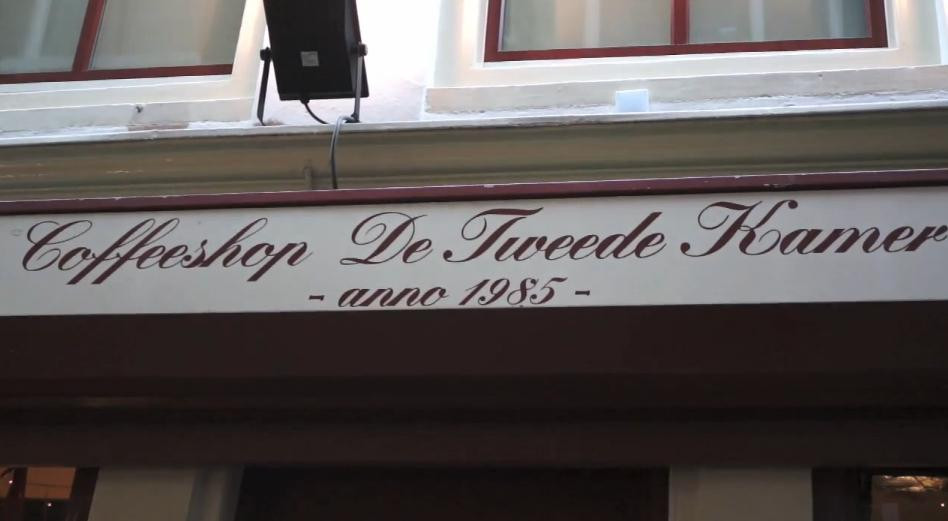 Coffeeshop De Tweede Kamer
- anno 1985 -